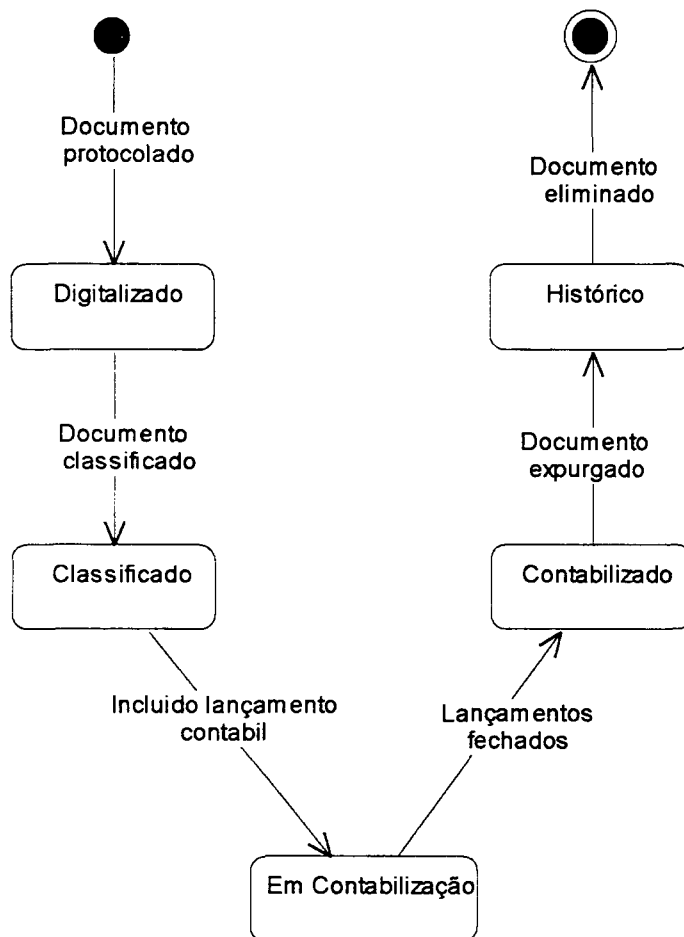 Documento
protocolado
Digitalizado
Documento
classificado
Classificado
Incluido lançamento
contabil
Em Contabilização
Lançamentos
fechados
Contabilizado
Documento
expurgado
Histórico
Documento
eliminado